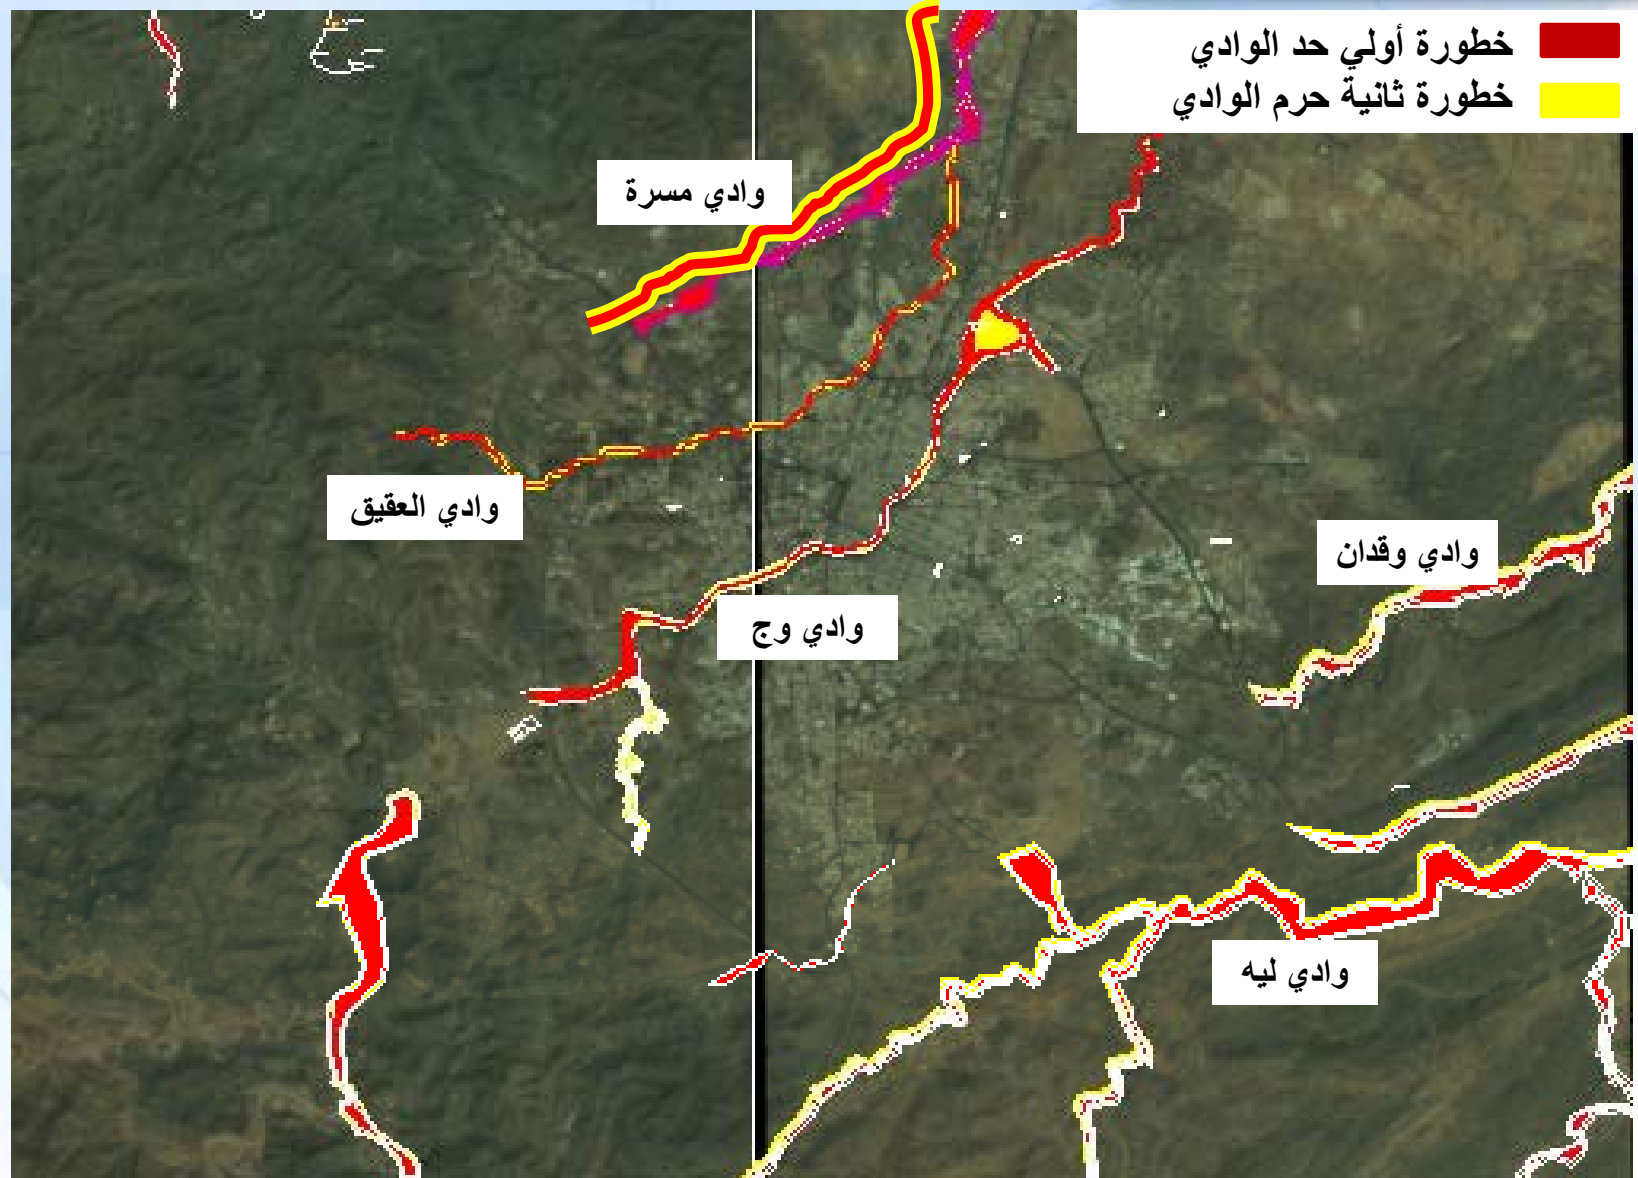 خطورة أولي حد الوادي
خطورة ثانية حرم الوادي
وادي مسرة
وادي العقيق
وادي وقدان
وادي وج
وادي ليه